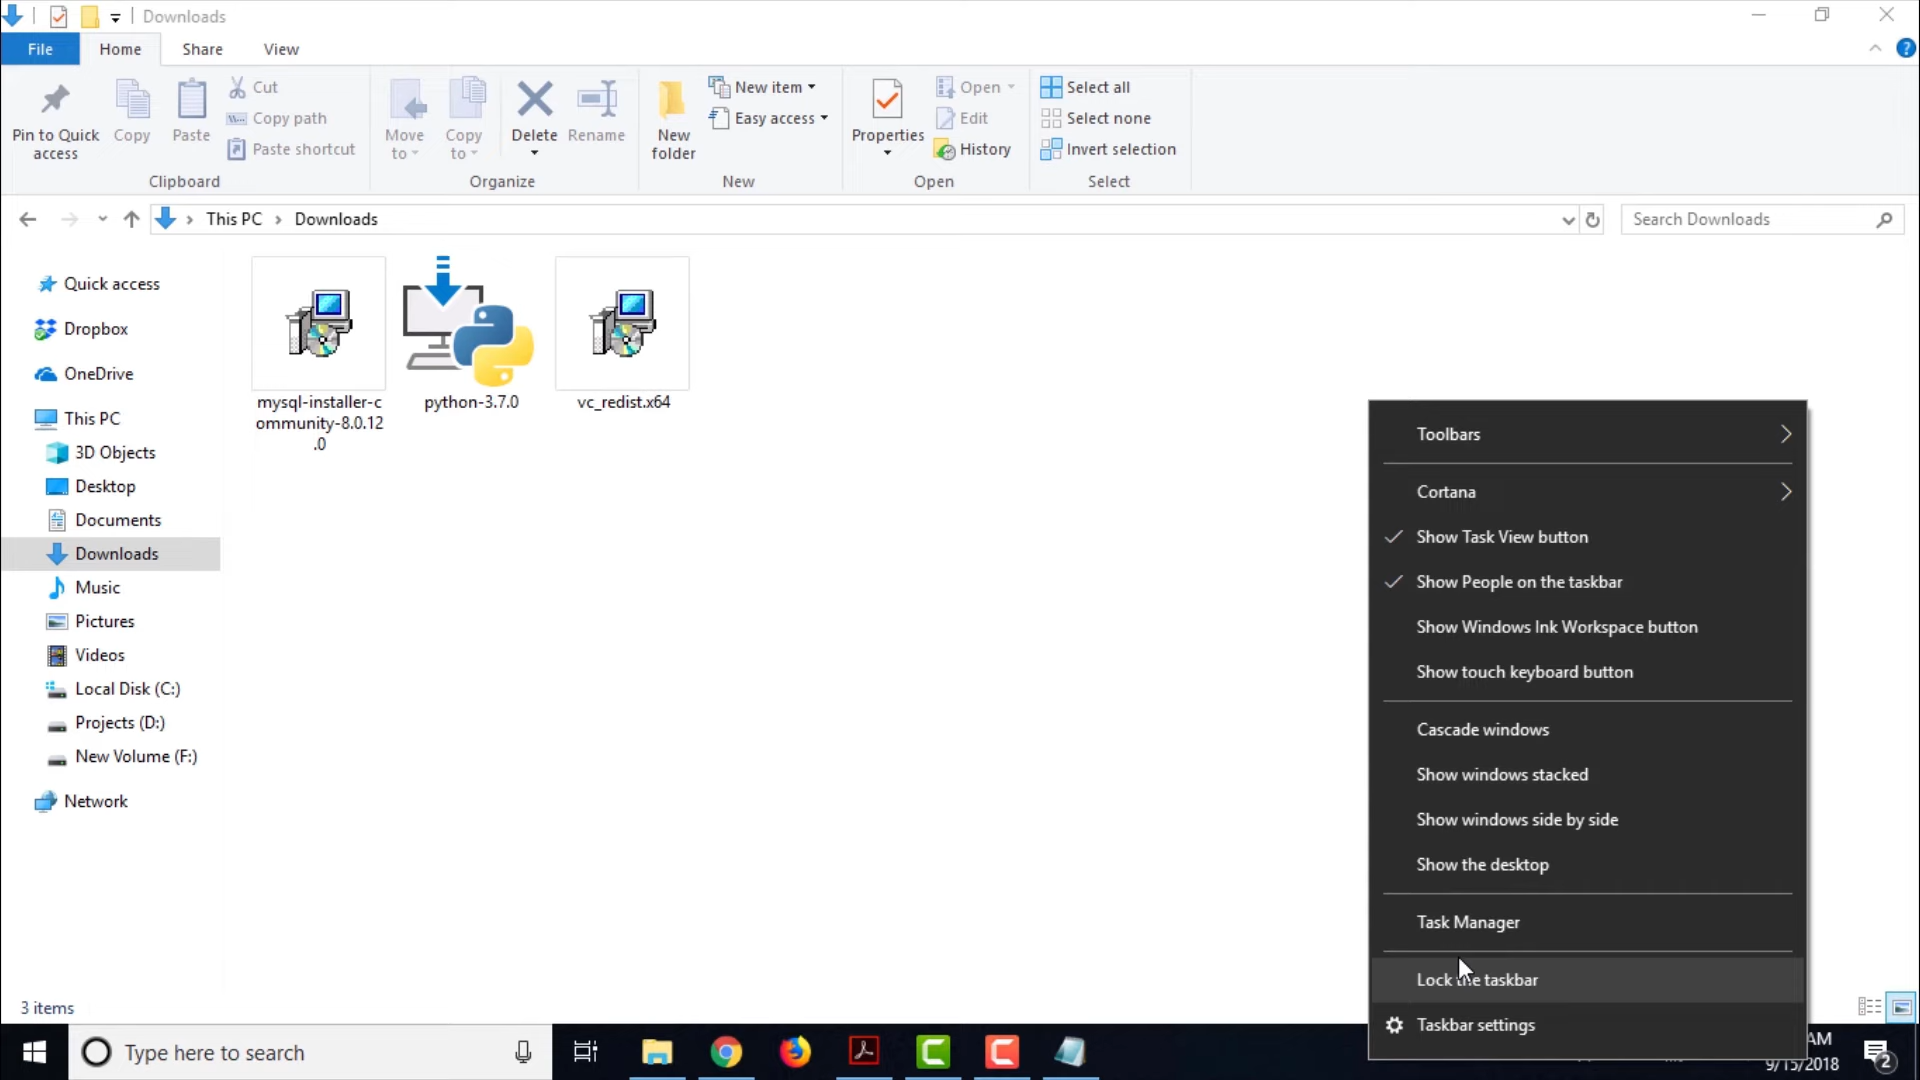 Downloads
File Home Share View
Pin to Quick access
Copy
Paste
Cut
Copy path
Paste shortcut
Clipboard
Move to
Copy to
Delete
Rename
Organize
New folder
New item
Easy access
New
Properties
Open
Edit
History
Open
Select all
Select none
Invert selection
Select
This PC > Downloads
Search Downloads
Quick access
Dropbox
OneDrive
This PC
3D Objects
Desktop
Documents
Downloads
Music
Pictures
Videos
Local Disk (C:)
Projects (D:)
New Volume (F:)
Network
mysql-installer-c
ommunity-8.0.12
.0
python-3.7.0
vc_redist.x64
Toolbars
Cortana
Show Task View button
Show People on the taskbar
Show Windows Ink Workspace button
Show touch keyboard button
Cascade windows
Show windows stacked
Show windows side by side
Show the desktop
Task Manager
Lock the taskbar
Taskbar settings
3 items
Type here to search
AM
9/15/2018
2